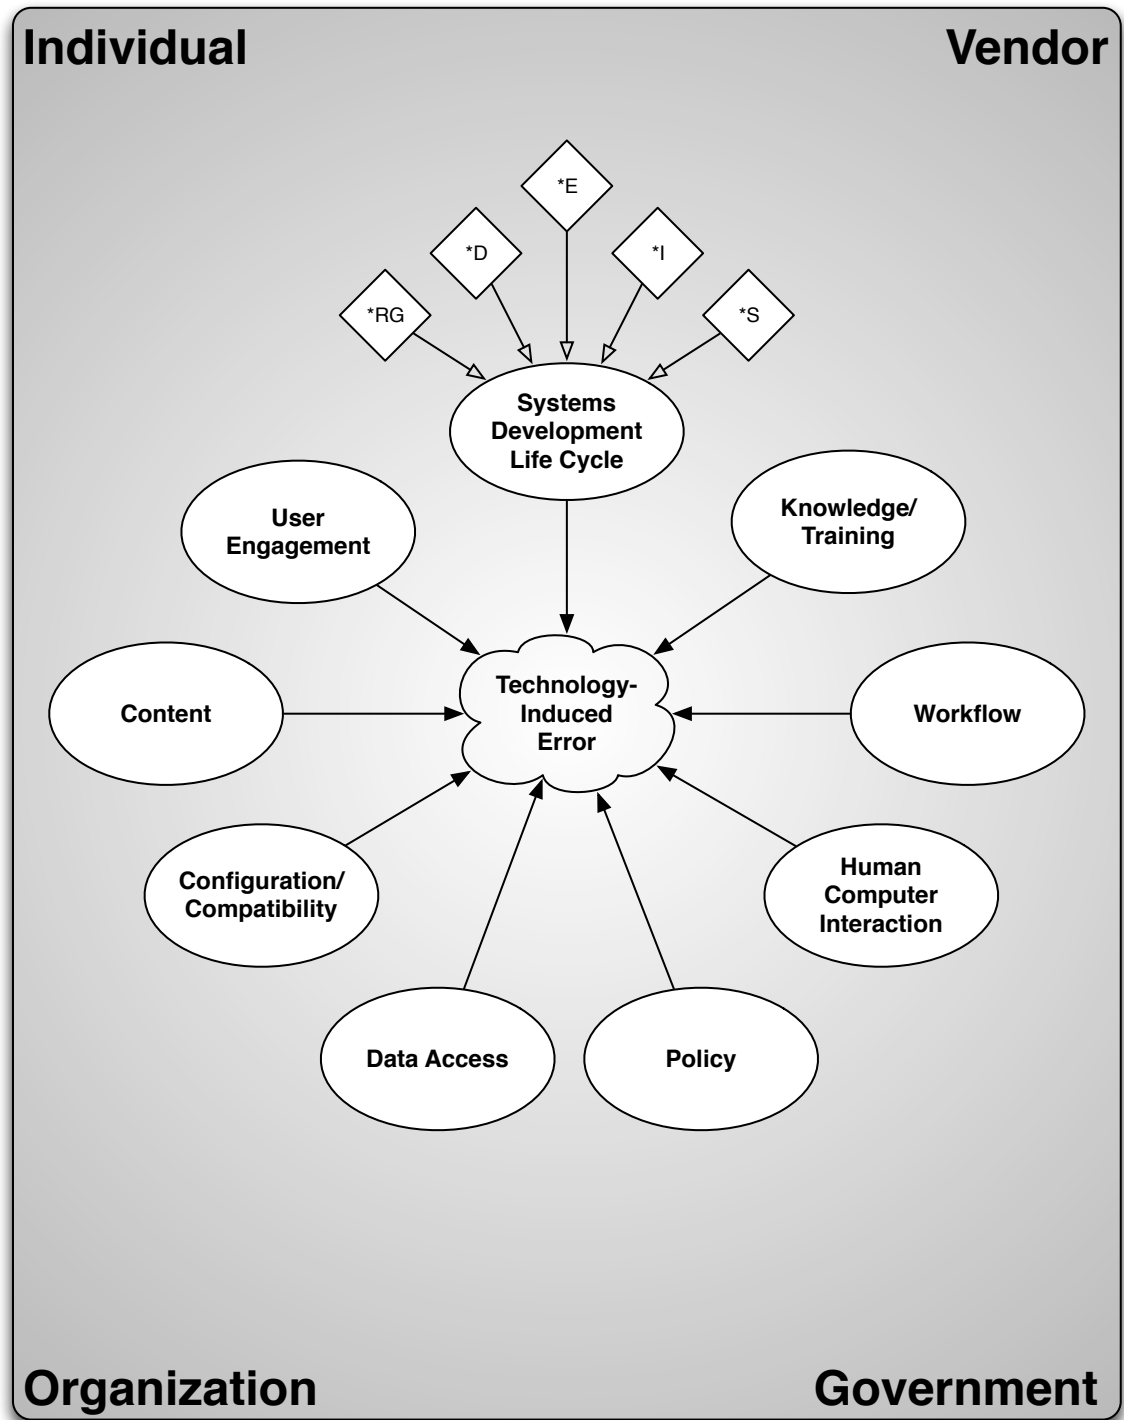 Individual
Vendor
*E
*D
*I
*RG
*S
Systems
Development
Life Cycle
User
Engagement
Knowledge/
Training
Content
Technology-
Induced
Error
Workflow
Configuration/
Compatibility
Human
Computer
Interaction
Data Access
Policy
Organization
Government